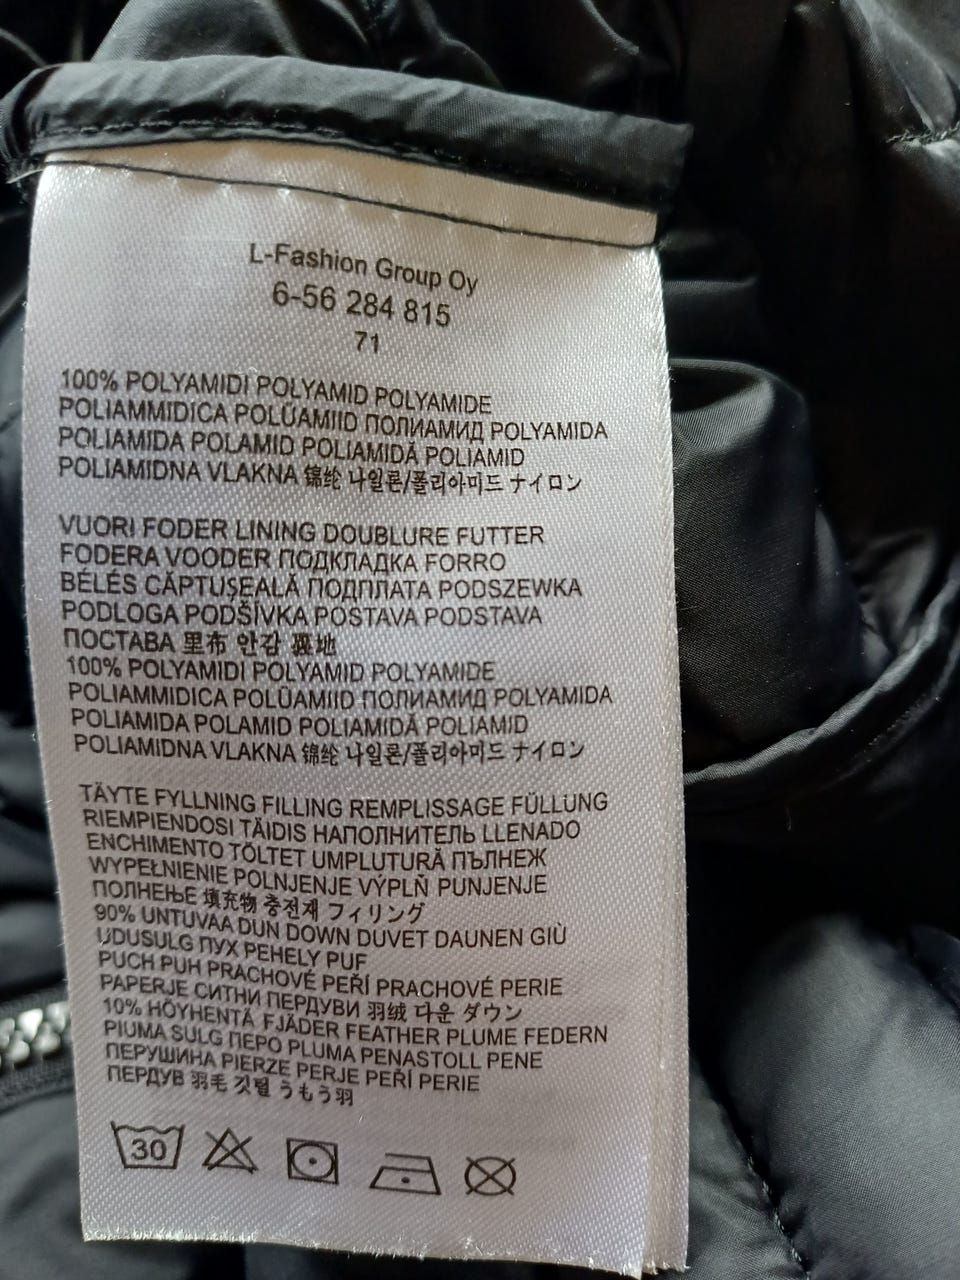 L-Fashion Group Oy
6-56 284 815
71
100% POLYAMIDI POLYAMID POLYAMIDE
POLIAMMIDICA POLÜAMIID ПОЛИАМИД POLYAMIDA
POLIAMIDA POLAMID POLIAMIDĂ POLIAMID
POLIAMIDNA VLAKNA 锦纶 나일론/폴리아미드 ナイロン
VUORI FODER LINING DOUBLURE FUTTER
FODERA VOODER ПОДКЛАДКА FORRO
BÉLÉS CĂPTUŞEALĂ ПОДПЛАТА PODSZEWKA
PODLOGA PODŠÍVKA POSTAVA PODSTAVA
ПОСТАВА 里布 안감 裏地
100% POLYAMIDI POLYAMID POLYAMIDE
POLIAMMIDICA POLÜAMIID ПОЛИАМИД POLYAMIDA
POLIAMIDA POLAMID POLIAMIDĂ POLIAMID
POLIAMIDNA VLAKNA 锦纶 나일론/폴리아미드 ナイロン
TÄYTE FYLLNING FILLING REMPLISSAGE FÜLLUNG
RIEMPIENDOSI TÄIDIS НАПОЛНИТЕЛЬ LLENADO
ENCHIMENTO TÖLTET UMPLUTURĂ ПЪЛНЕЖ
WYPEŁNIENIE POLNJENJE VÝPLŇ PUNJENJE
ПОЛНЕЊЕ 填充物 충전재 フィリング
90% UNTUVAA DUN DOWN DUVET DAUNEN GIÙ
UDUSULG ПУХ PEHELY PUF
PUCH PUH PRACHOVÉ PEŘÍ PRACHOVÉ PERIE
PAPERJE СИТНИ ПЕРДУВИ 羽绒 다운 ダウン
10% HÖYHENTÄ FJÄDER FEATHER PLUME FEDERN
PIUMA SULG ПЕРО PLUMA PENASTOLL PENE
ПЕРУШИНА PIERZE PERJE PEŘÍ PERIE
ПЕРДУВ 羽毛 깃털 うもう羽
30